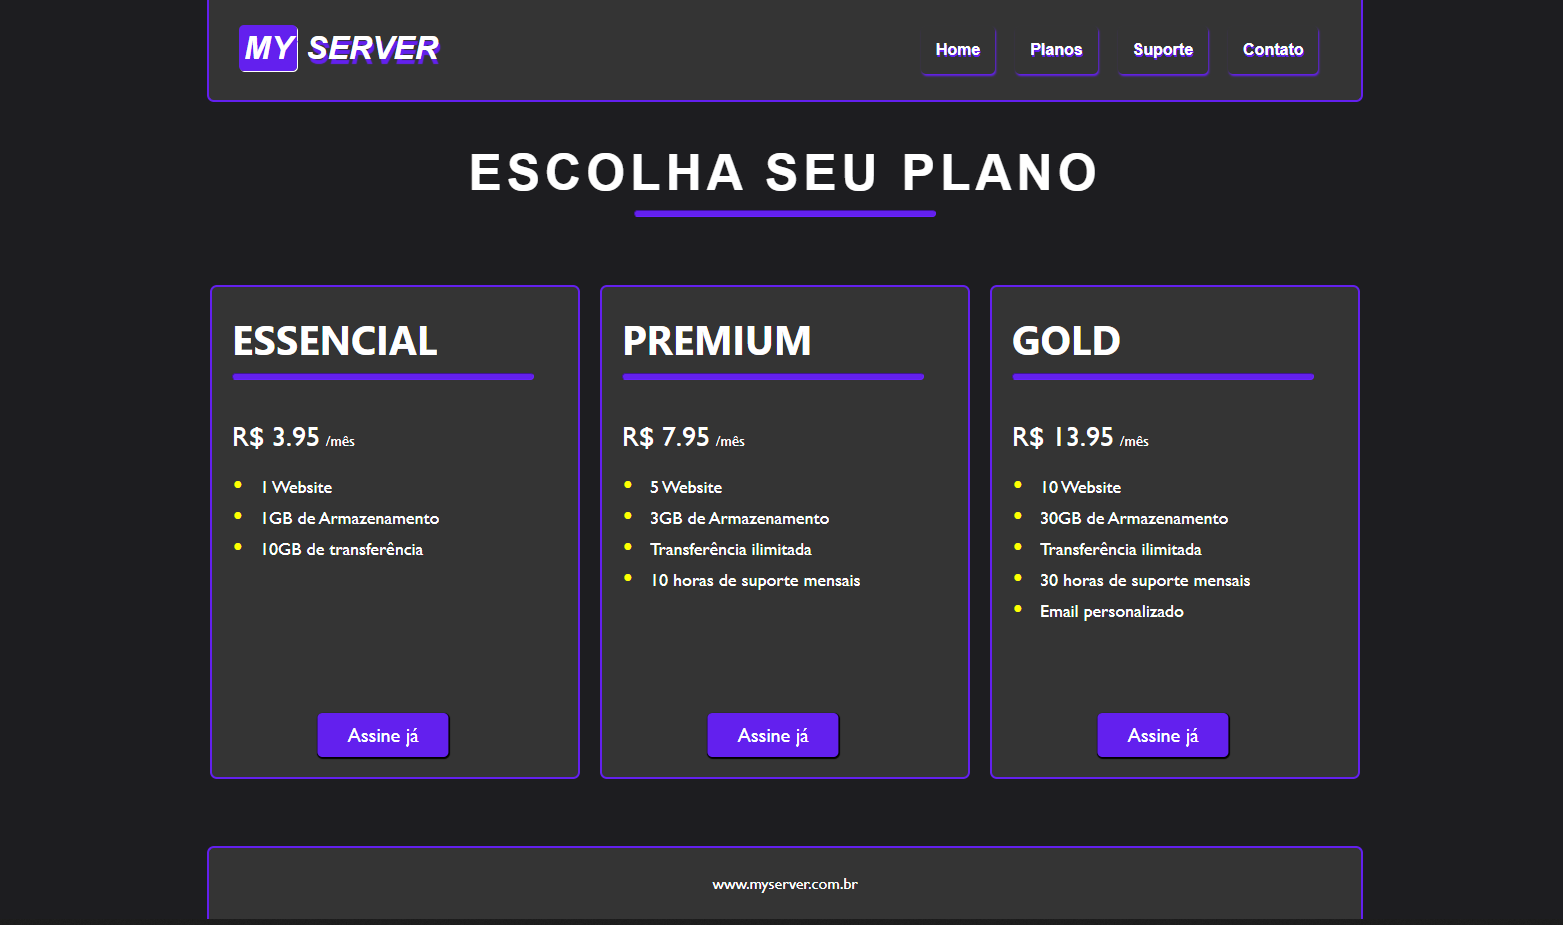 MY SERVER
Home Planos Suporte Contato
ESCOLHA SEU PLANO
ESSENCIAL
R$ 3.95 /mês
1 Website
1GB de Armazenamento
10GB de transferência
Assine já
PREMIUM
R$ 7.95 /mês
5 Website
3GB de Armazenamento
Transferência ilimitada
10 horas de suporte mensais
Assine já
GOLD
R$ 13.95 /mês
10 Website
30GB de Armazenamento
Transferência ilimitada
30 horas de suporte mensais
Email personalizado
Assine já
www.myserver.com.br